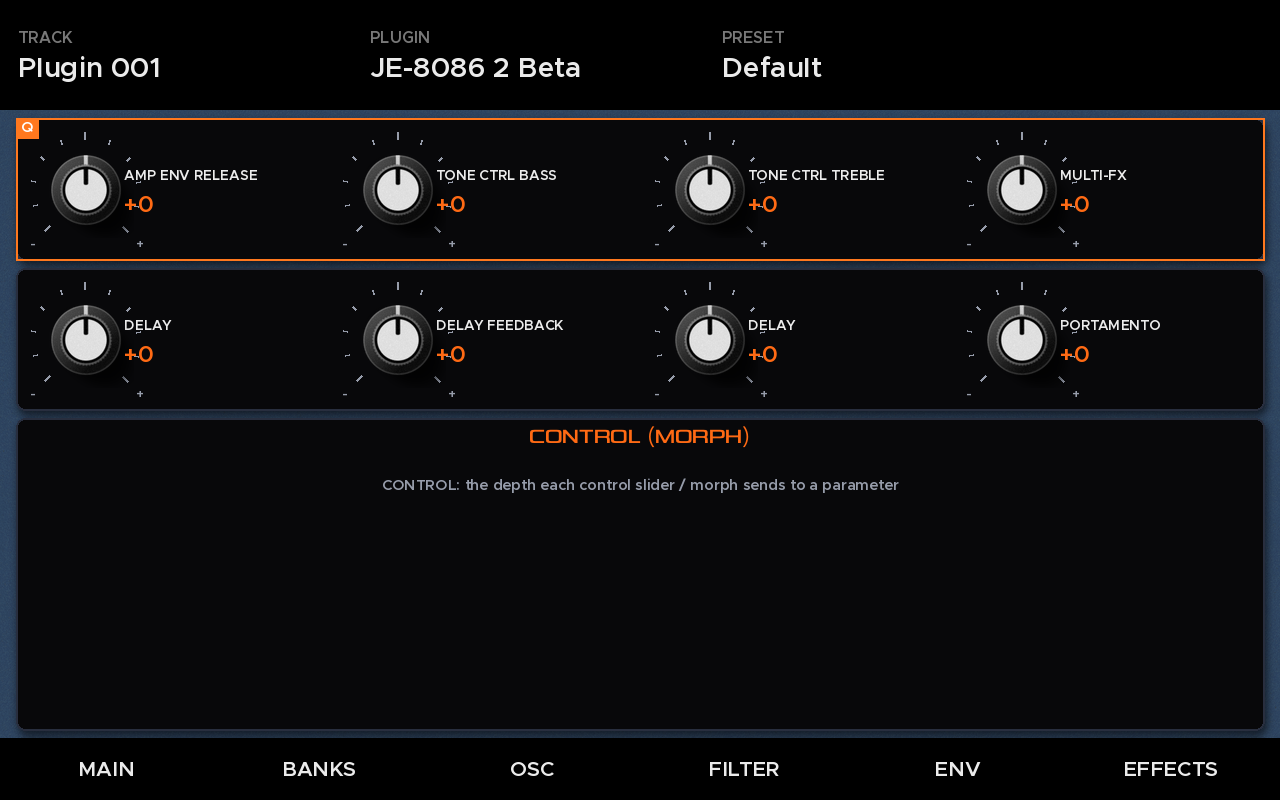 TRACK
Plugin 001
PLUGIN
JE-8086 2 Beta
PRESET
Default
Q
AMP ENV RELEASE
+0
- +
TONE CTRL BASS
+0
- +
TONE CTRL TREBLE
+0
- +
MULTI-FX
+0
- +
DELAY
+0
- +
DELAY FEEDBACK
+0
- +
DELAY
+0
- +
PORTAMENTO
+0
- +
CONTROL (MORPH)
CONTROL: the depth each control slider / morph sends to a parameter
MAIN
BANKS
OSC
FILTER
ENV
EFFECTS